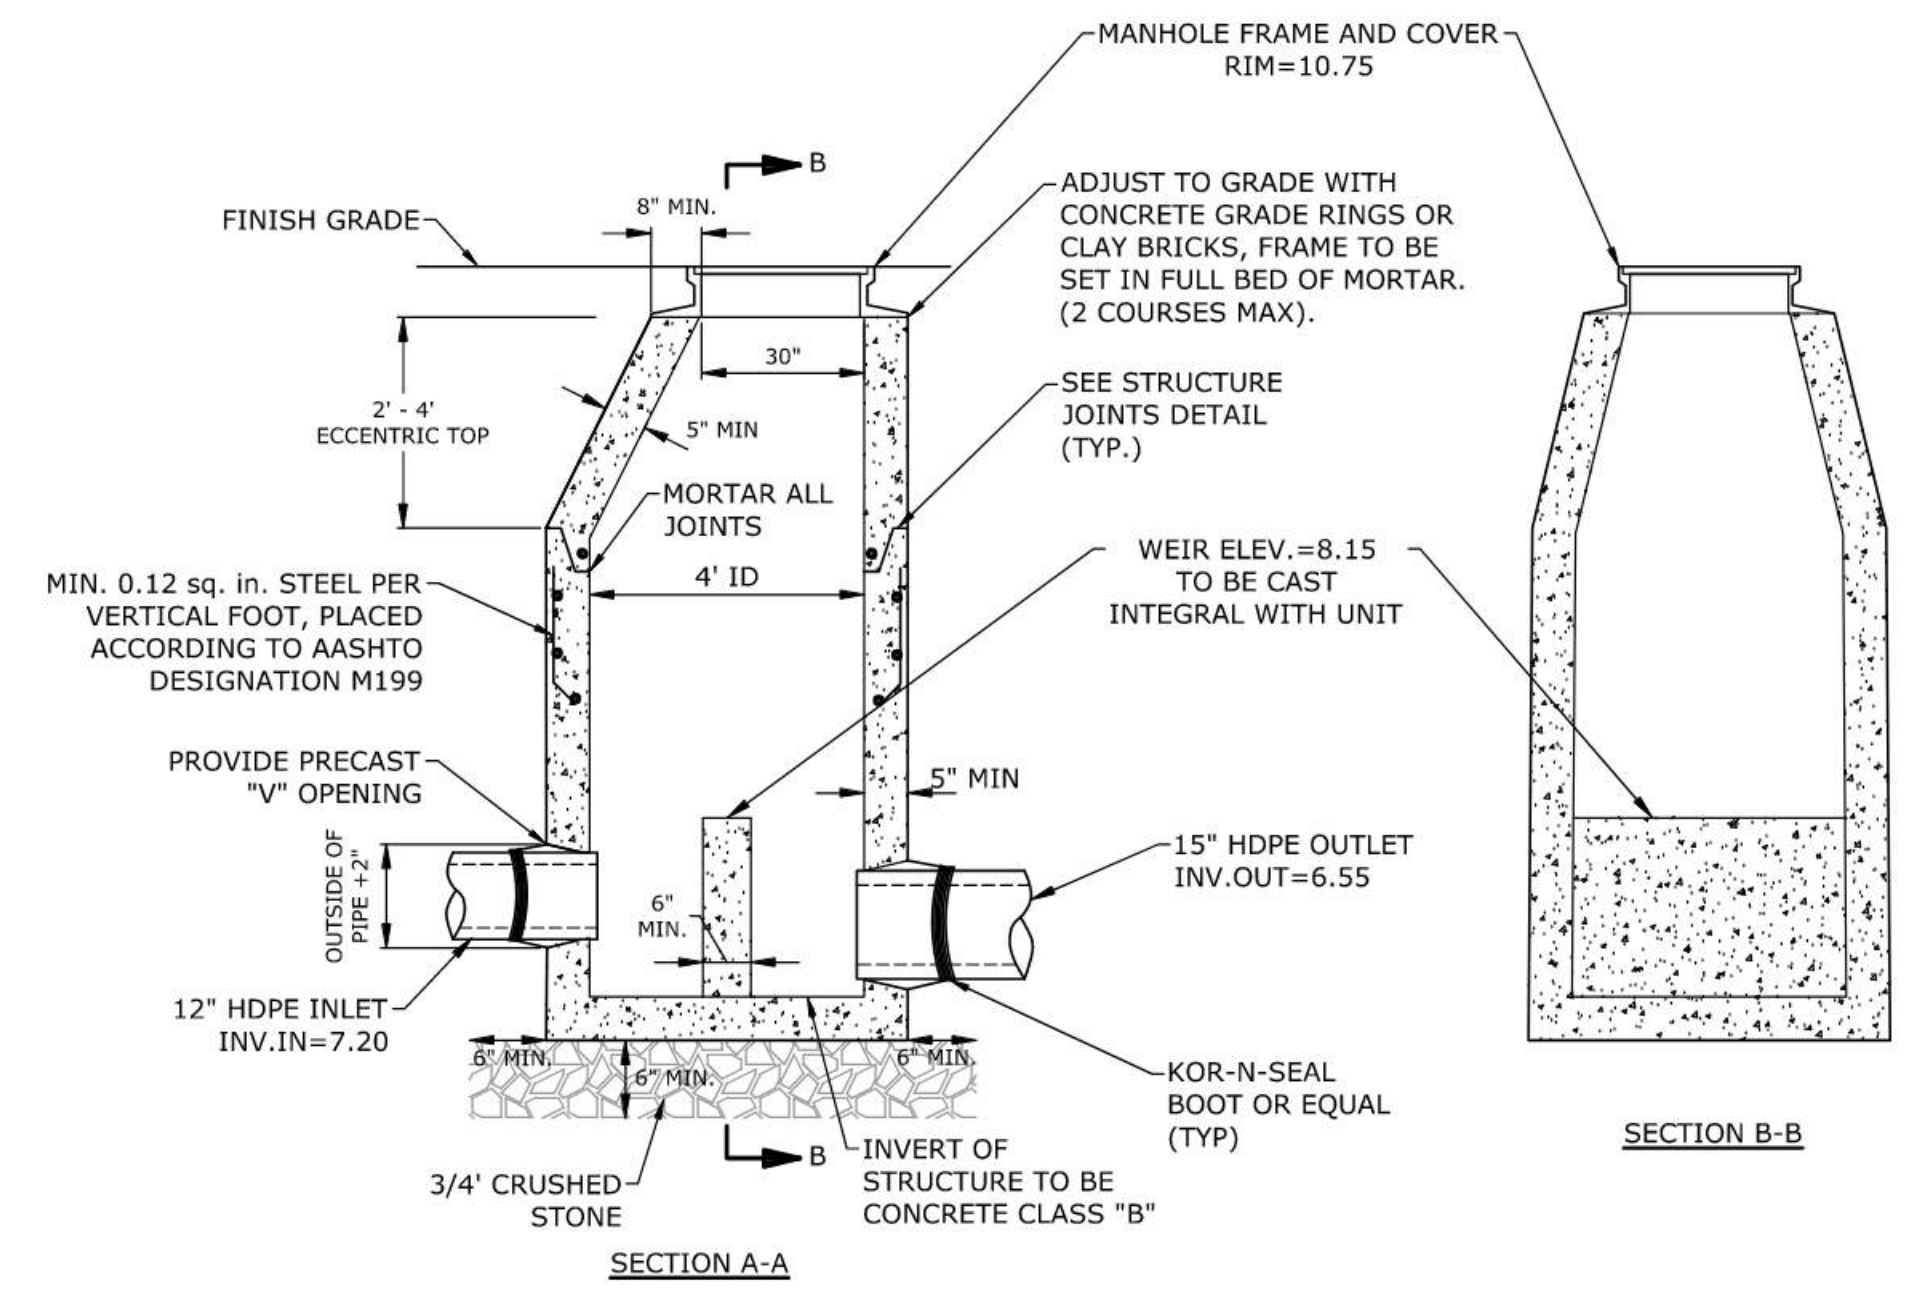 MANHOLE FRAME AND COVER
RIM=10.75
B
8" MIN.
FINISH GRADE
ADJUST TO GRADE WITH
CONCRETE GRADE RINGS OR
CLAY BRICKS, FRAME TO BE
SET IN FULL BED OF MORTAR.
(2 COURSES MAX).
30"
2' - 4'
ECCENTRIC TOP
5" MIN
SEE STRUCTURE
JOINTS DETAIL
(TYP.)
MORTAR ALL
JOINTS
4' ID
WEIR ELEV.=8.15
TO BE CAST
INTEGRAL WITH UNIT
MIN. 0.12 sq. in. STEEL PER
VERTICAL FOOT, PLACED
ACCORDING TO AASHTO
DESIGNATION M199
PROVIDE PRECAST
"V" OPENING
5" MIN
OUTSIDE OF
PIPE +2"
15" HDPE OUTLET
INV.OUT=6.55
6"
MIN.
12" HDPE INLET
INV.IN=7.20
6" MIN.
6" MIN.
6" MIN.
KOR-N-SEAL
BOOT OR EQUAL
(TYP)
B
INVERT OF
STRUCTURE TO BE
CONCRETE CLASS "B"
3/4' CRUSHED
STONE
SECTION A-A
SECTION B-B